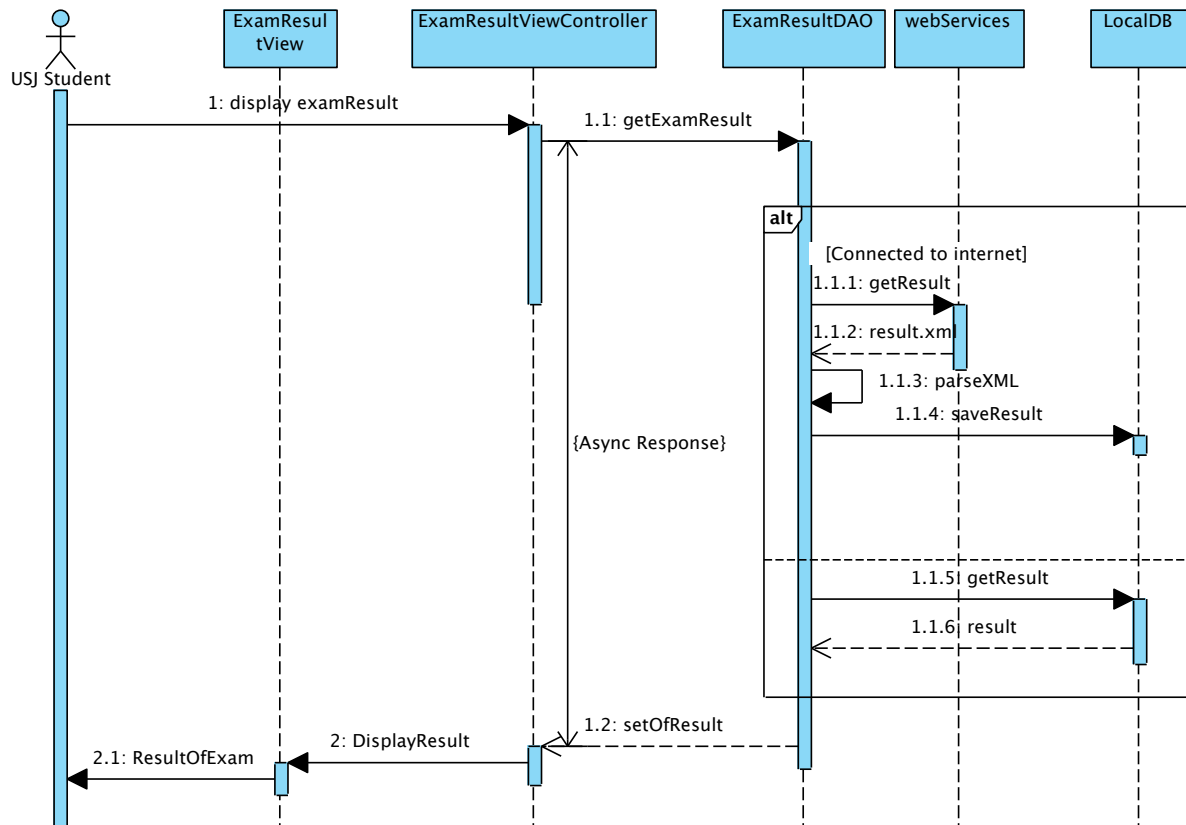 ExamResul
tView
ExamResultViewController
ExamResultDAO
webServices
LocalDB
USJ Student
1: display examResult
1.1: getExamResult
alt
[Connected to internet]
1.1.1: getResult
1.1.2: result.xml
1.1.3: parseXML
1.1.4: saveResult
{Async Response}
1.1.5: getResult
1.1.6: result
1.2: setOfResult
2: DisplayResult
2.1: ResultOfExam